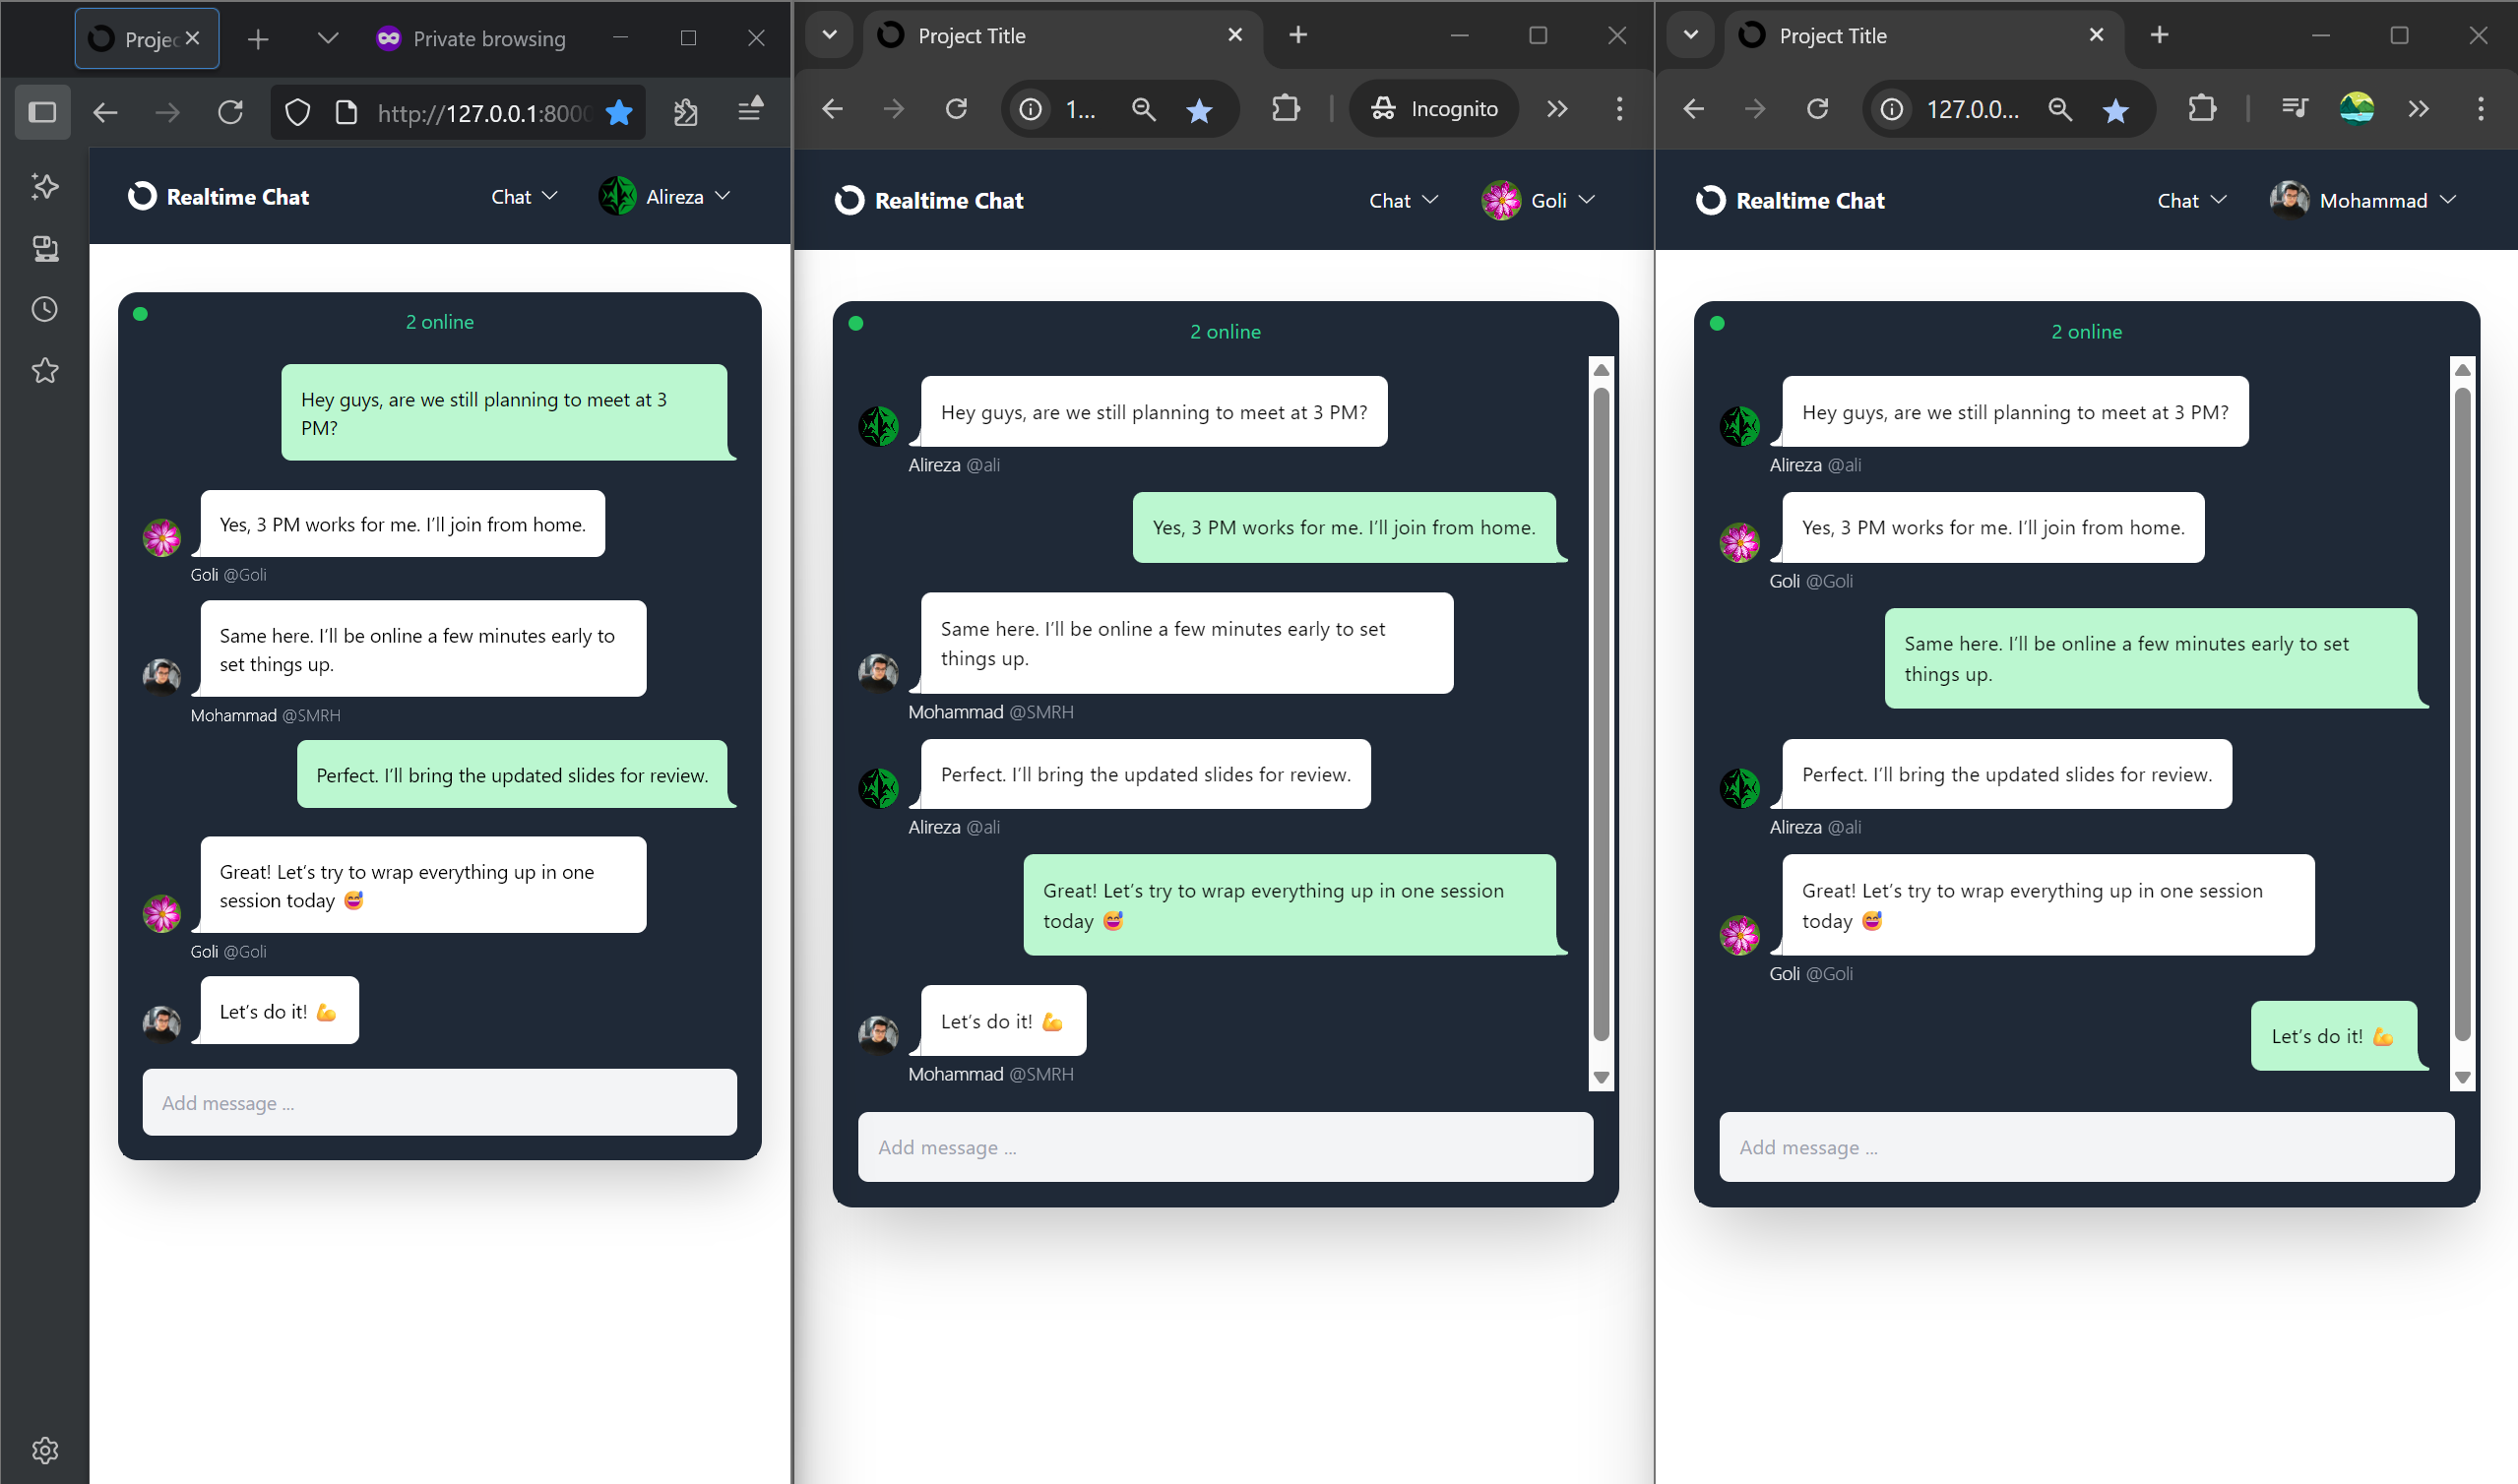 Projec
Private browsing
http://127.0.0.1:8000
Realtime Chat
Chat
Alireza
2 online
Hey guys, are we still planning to meet at 3
PM?
Yes, 3 PM works for me. I’ll join from home.
Goli @Goli
Same here. I’ll be online a few minutes early to
set things up.
Mohammad @SMRH
Perfect. I’ll bring the updated slides for review.
Great! Let’s try to wrap everything up in one
session today 😅
Goli @Goli
Let’s do it! 💪
Add message ...
Project Title
1...
Incognito
Realtime Chat
Chat
Goli
2 online
Hey guys, are we still planning to meet at 3 PM?
Alireza @ali
Yes, 3 PM works for me. I’ll join from home.
Same here. I’ll be online a few minutes early to set
things up.
Mohammad @SMRH
Perfect. I’ll bring the updated slides for review.
Alireza @ali
Great! Let’s try to wrap everything up in one session
today 😅
Let’s do it! 💪
Mohammad @SMRH
Add message ...
Project Title
127.0.0...
Realtime Chat
Chat
Mohammad
2 online
Hey guys, are we still planning to meet at 3 PM?
Alireza @ali
Yes, 3 PM works for me. I’ll join from home.
Goli @Goli
Same here. I’ll be online a few minutes early to set
things up.
Perfect. I’ll bring the updated slides for review.
Alireza @ali
Great! Let’s try to wrap everything up in one session
today 😅
Goli @Goli
Let’s do it! 💪
Add message ...